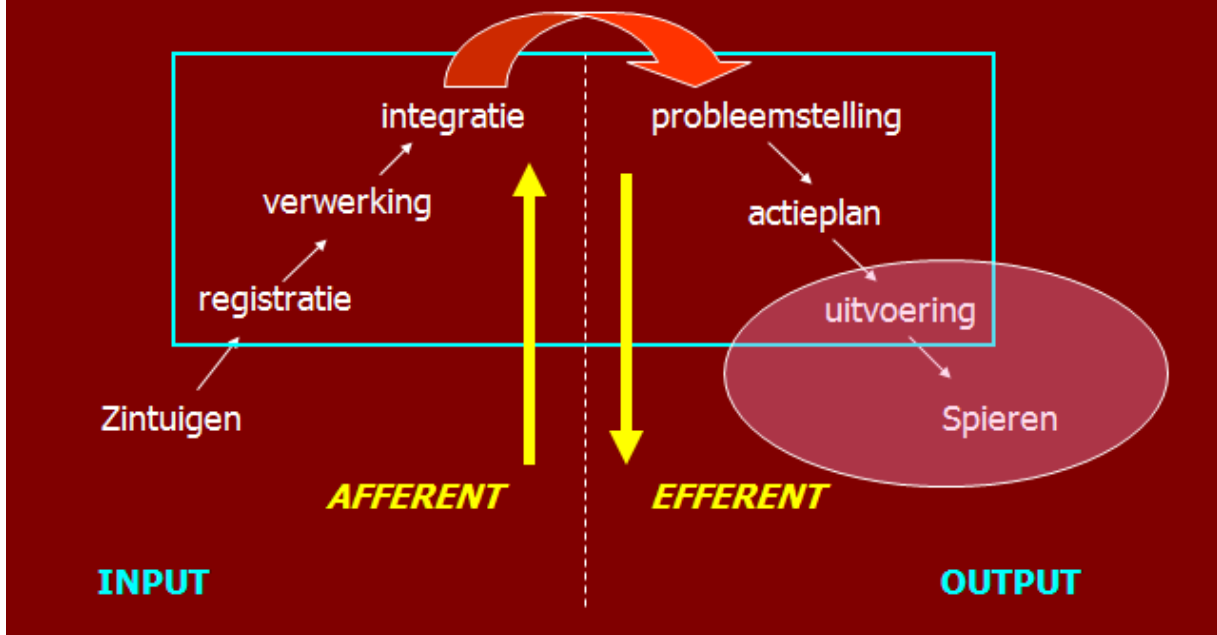 integratie
probleemstelling
verwerking
actieplan
registratie
uitvoering
Zintuigen
Spieren
AFFERENT
EFFERENT
INPUT
OUTPUT